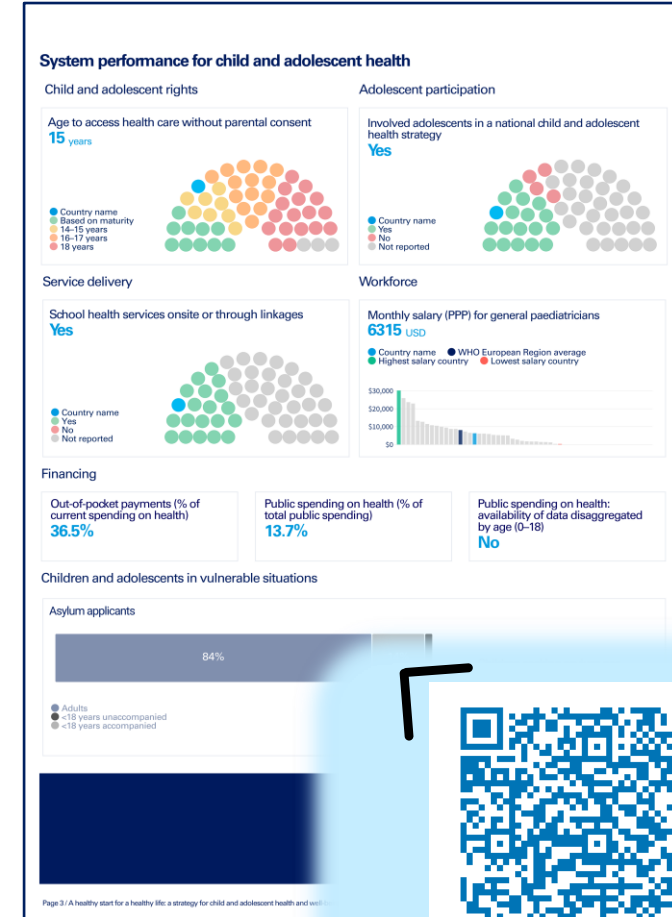 System performance for child and adolescent health
Child and adolescent rights
Age to access health care without parental consent
15 years
Country name
Based on maturity
14–15 years
16–17 years
18 years
Adolescent participation
Involved adolescents in a national child and adolescent
health strategy
Yes
Country name
Yes
No
Not reported
Service delivery
School health services onsite or through linkages
Yes
Country name
Yes
No
Not reported
Workforce
Monthly salary (PPP) for general paediatricians
6315 USD
Country name WHO European Region average
Highest salary country Lowest salary country
$30,000
$20,000
$10,000
$0
Financing
Out-of-pocket payments (% of
current spending on health)
36.5%
Public spending on health (% of
total public spending)
13.7%
Public spending on health:
availability of data disaggregated
by age (0–18)
No
Children and adolescents in vulnerable situations
Asylum applicants
84%
Adults
<18 years unaccompanied
<18 years accompanied
Page 3 / A healthy start for a healthy life: a strategy for child and adolescent health and